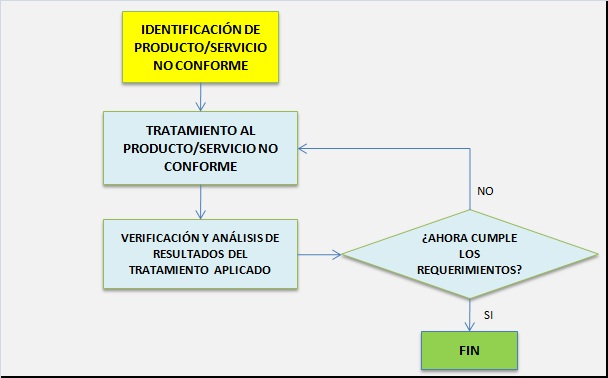 IDENTIFICACIÓN DE
PRODUCTO/SERVICIO
NO CONFORME
TRATAMIENTO AL
PRODUCTO/SERVICIO NO
CONFORME
NO
VERIFICACIÓN Y ANÁLISIS DE
RESULTADOS DEL
TRATAMIENTO APLICADO
¿AHORA CUMPLE
LOS
REQUERIMIENTOS?
SI
FIN